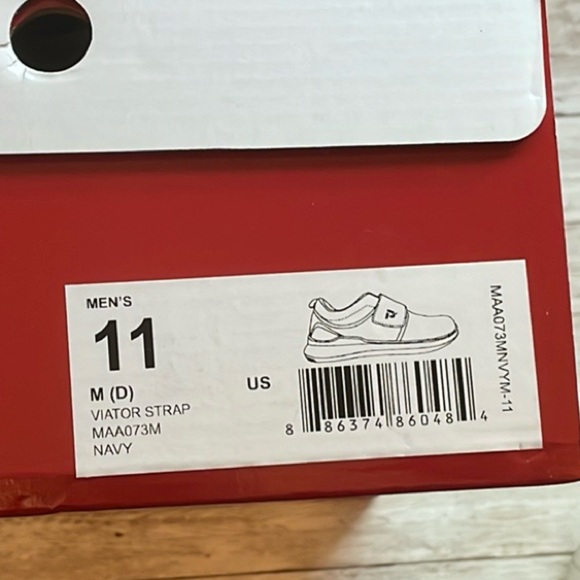 MEN'S
11
M (D)
VIATOR STRAP
MAA073M
NAVY
US
8 86374 86048 4
MAA073MNVYM-11